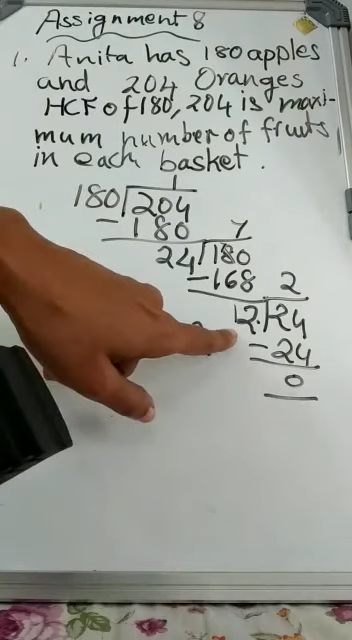 Assignment 8
1. Anita has 180 apples
and 204 Oranges
HCF of 180, 204 is maxi-
mum number of fruits
in each basket.
1
180)204
-180 7
24)180
-168 2
12)24
-24
0